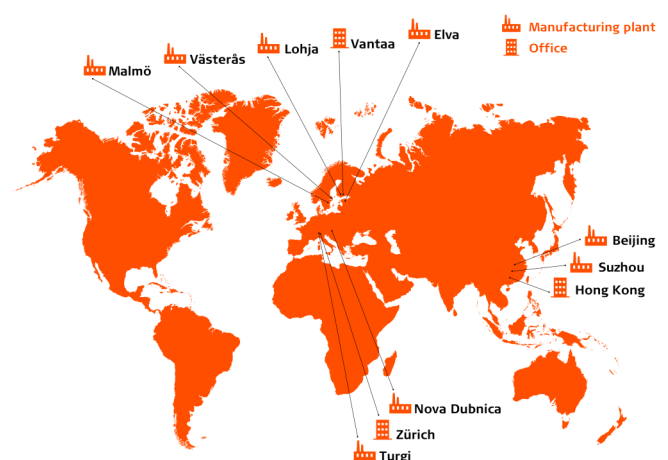 Manufacturing plant
Office
Malmö
Västerås
Lohja
Vantaa
Elva
Beijing
Suzhou
Hong Kong
Nova Dubnica
Zürich
Turgi